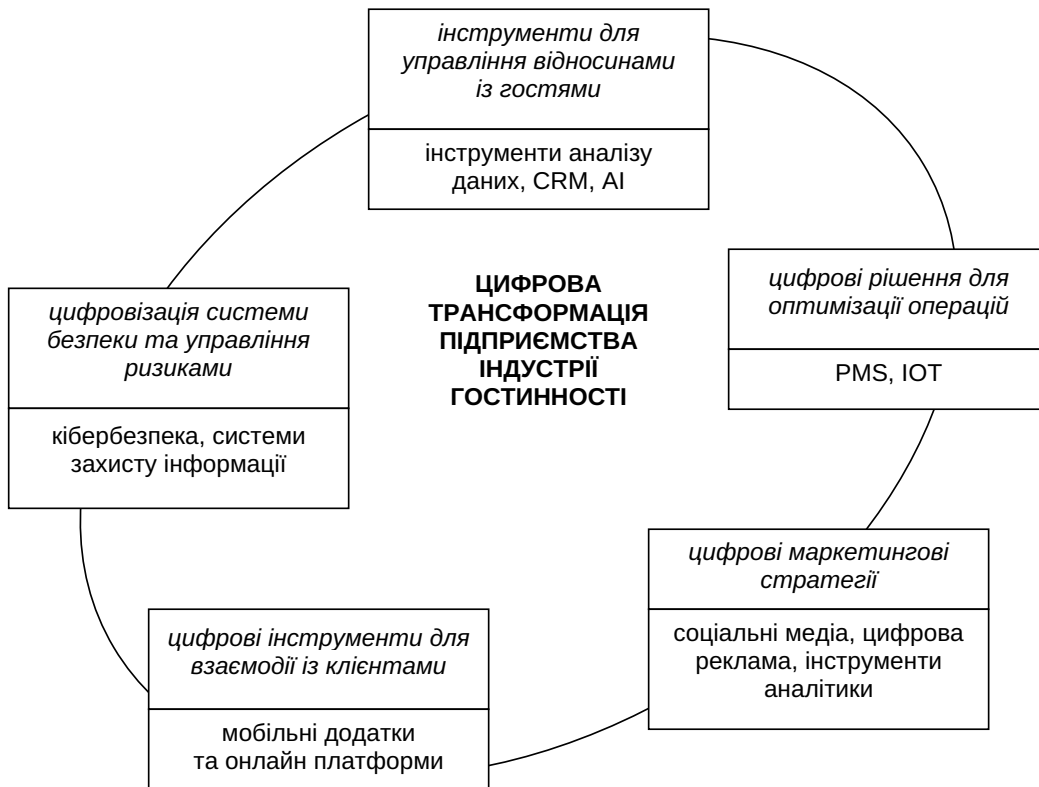 інструменти для
управління відносинами
із гостями
інструменти аналізу
даних, CRM, AI
ЦИФРОВА
ТРАНСФОРМАЦІЯ
ПІДПРИЄМСТВА
ІНДУСТРІЇ
ГОСТИННОСТІ
цифрові рішення для
оптимізації операцій
PMS, IOT
цифровізація системи
безпеки та управління
ризиками
кібербезпека, системи
захисту інформації
цифрові маркетингові
стратегії
соціальні медіа, цифрова
реклама, інструменти
аналітики
цифрові інструменти для
взаємодії із клієнтами
мобільні додатки
та онлайн платформи